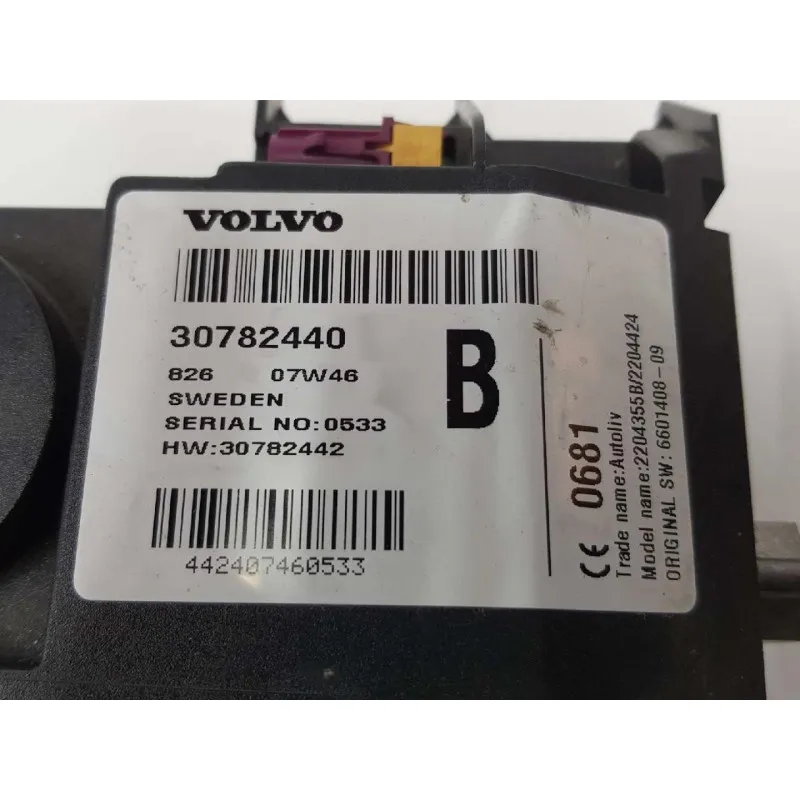 VOLVO
30782440
826 07W46
SWEDEN
SERIAL NO:0533
HW:30782442
442407460533
B
CE 0681
Trade name:Autoliv
Model name:2204355B/2204424
ORIGINAL SW: 6601408-09